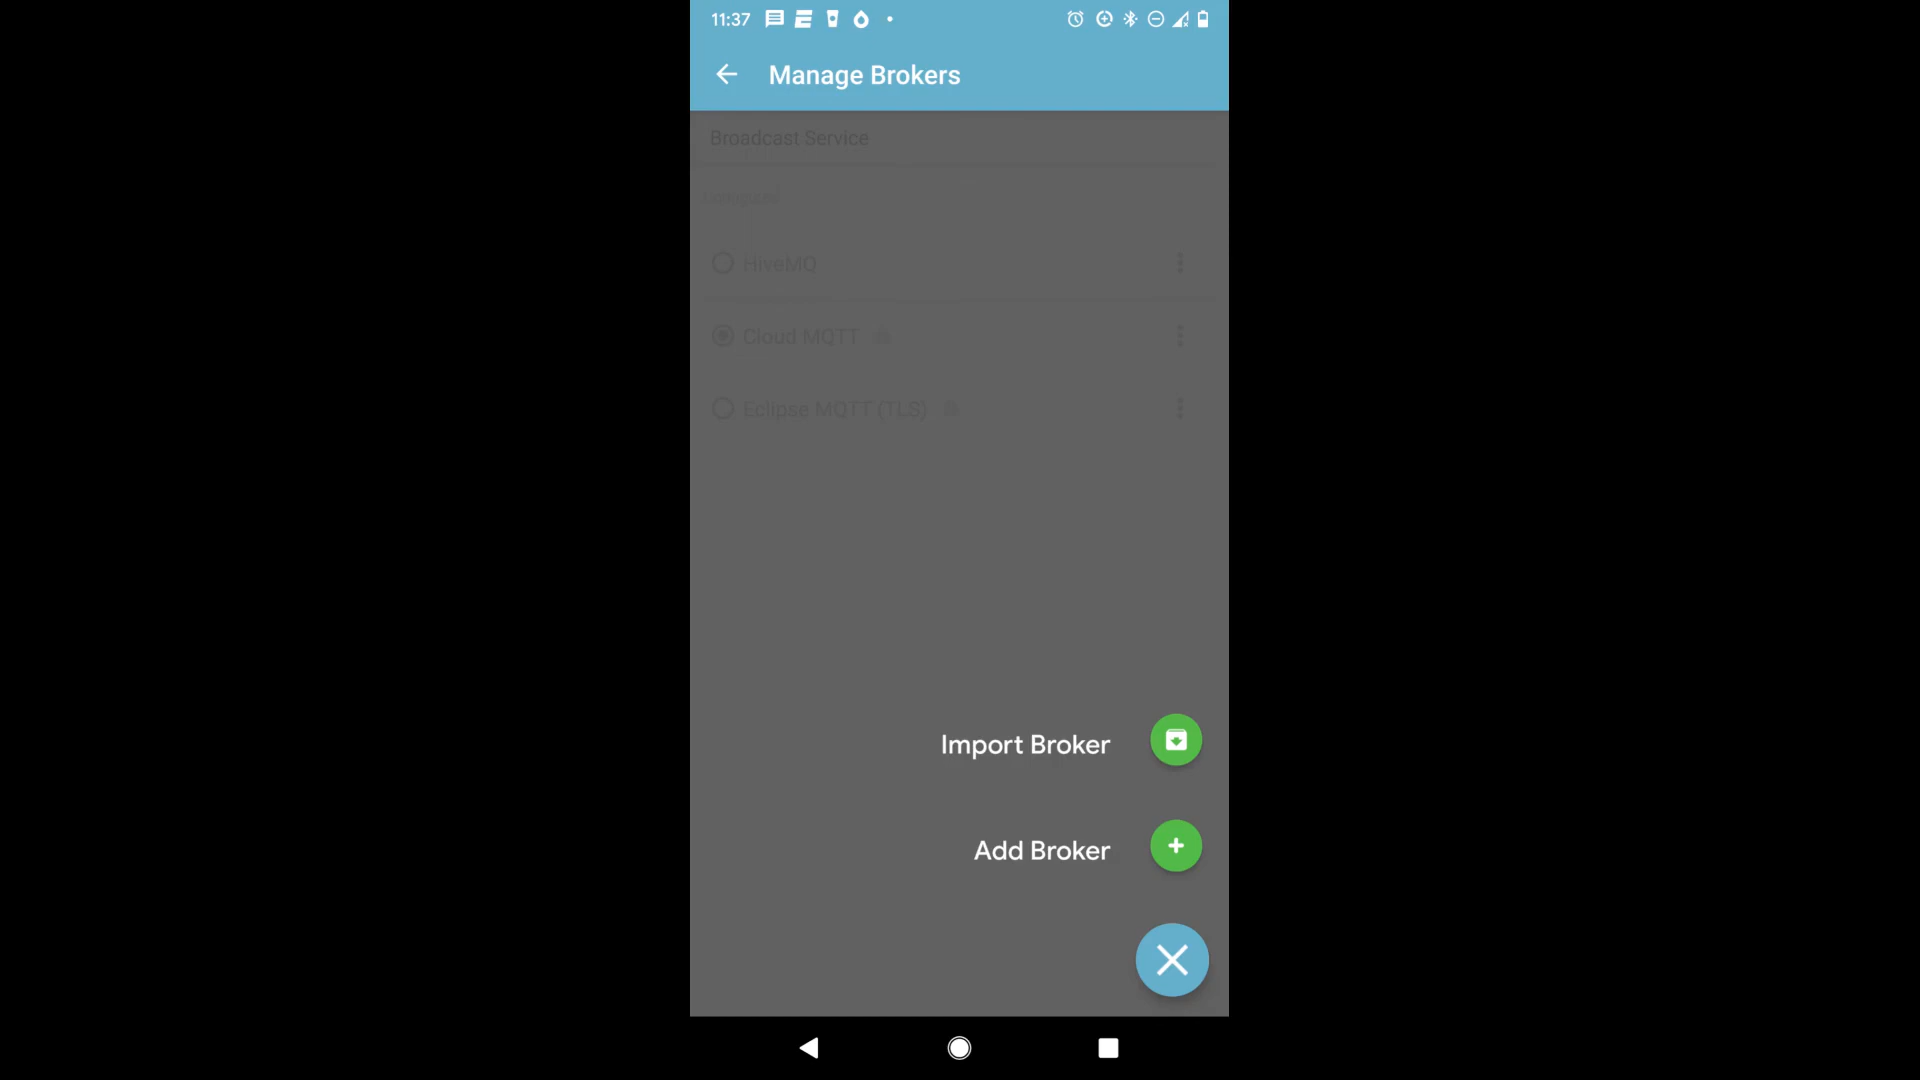 11:37
Manage Brokers
Broadcast Service
HiveMQ
Cloud MQTT
Eclipse MQTT (TLS)
Import Broker
Add Broker